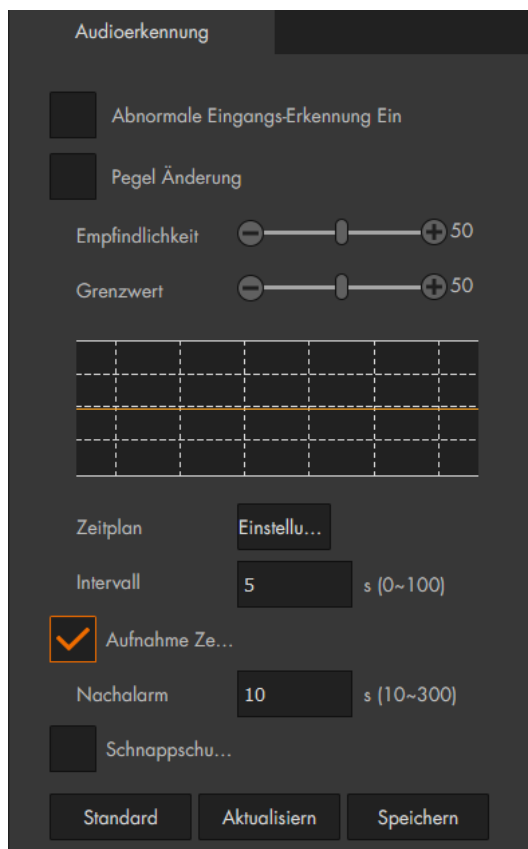 Audioerkennung
Abnormale Eingangs-Erkennung Ein
Pegel Änderung
Empfindlichkeit 50
Grenzwert 50
Zeitplan Einstellu...
Intervall 5 s (0~100)
Aufnahme Ze...
Nachalarm 10 s (10~300)
Schnappschu...
Standard Aktualisiern Speichern